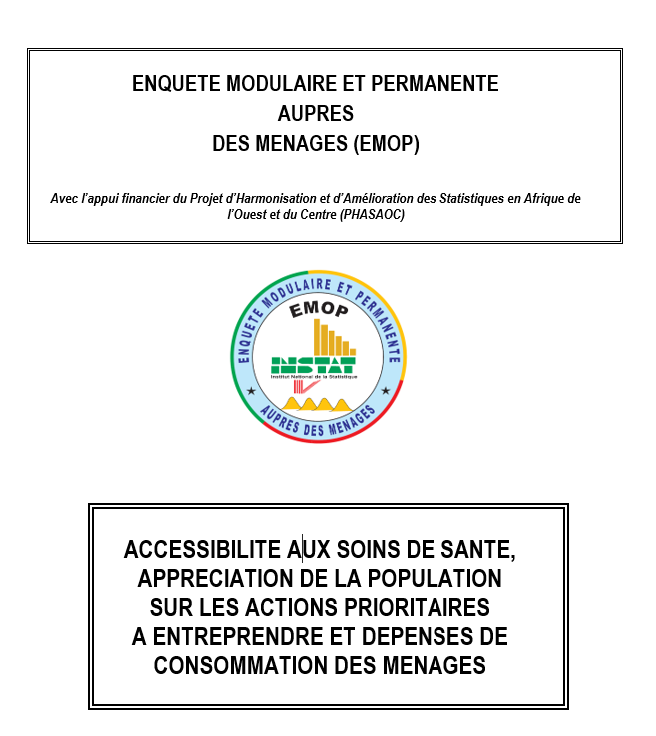 ENQUETE MODULAIRE ET PERMANENTE
AUPRES
DES MENAGES (EMOP)
Avec l'appui financier du Projet d'Harmonisation et d'Amélioration des Statistiques en Afrique de
l'Ouest et du Centre (PHASAOC)
ENQUETE MODULAIRE ET PERMANENTE
EMOP
INSTAT
Institut National de la Statistique
AUPRES DES MENAGES
ACCESSIBILITE AUX SOINS DE SANTE,
APPRECIATION DE LA POPULATION
SUR LES ACTIONS PRIORITAIRES
A ENTREPRENDRE ET DEPENSES DE
CONSOMMATION DES MENAGES